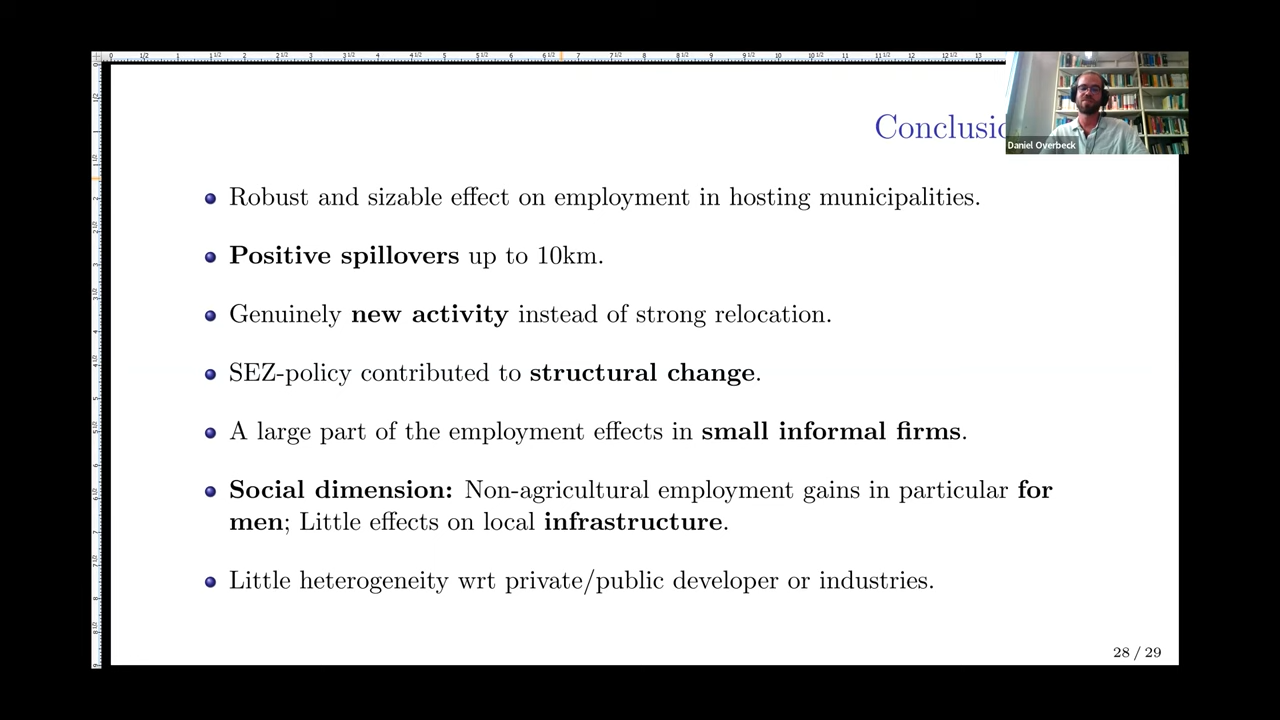 Conclusio
Daniel Overbeck
Robust and sizable effect on employment in hosting municipalities.
Positive spillovers up to 10km.
Genuinely new activity instead of strong relocation.
SEZ-policy contributed to structural change.
A large part of the employment effects in small informal firms.
Social dimension: Non-agricultural employment gains in particular for
men; Little effects on local infrastructure.
Little heterogeneity wrt private/public developer or industries.
28 / 29